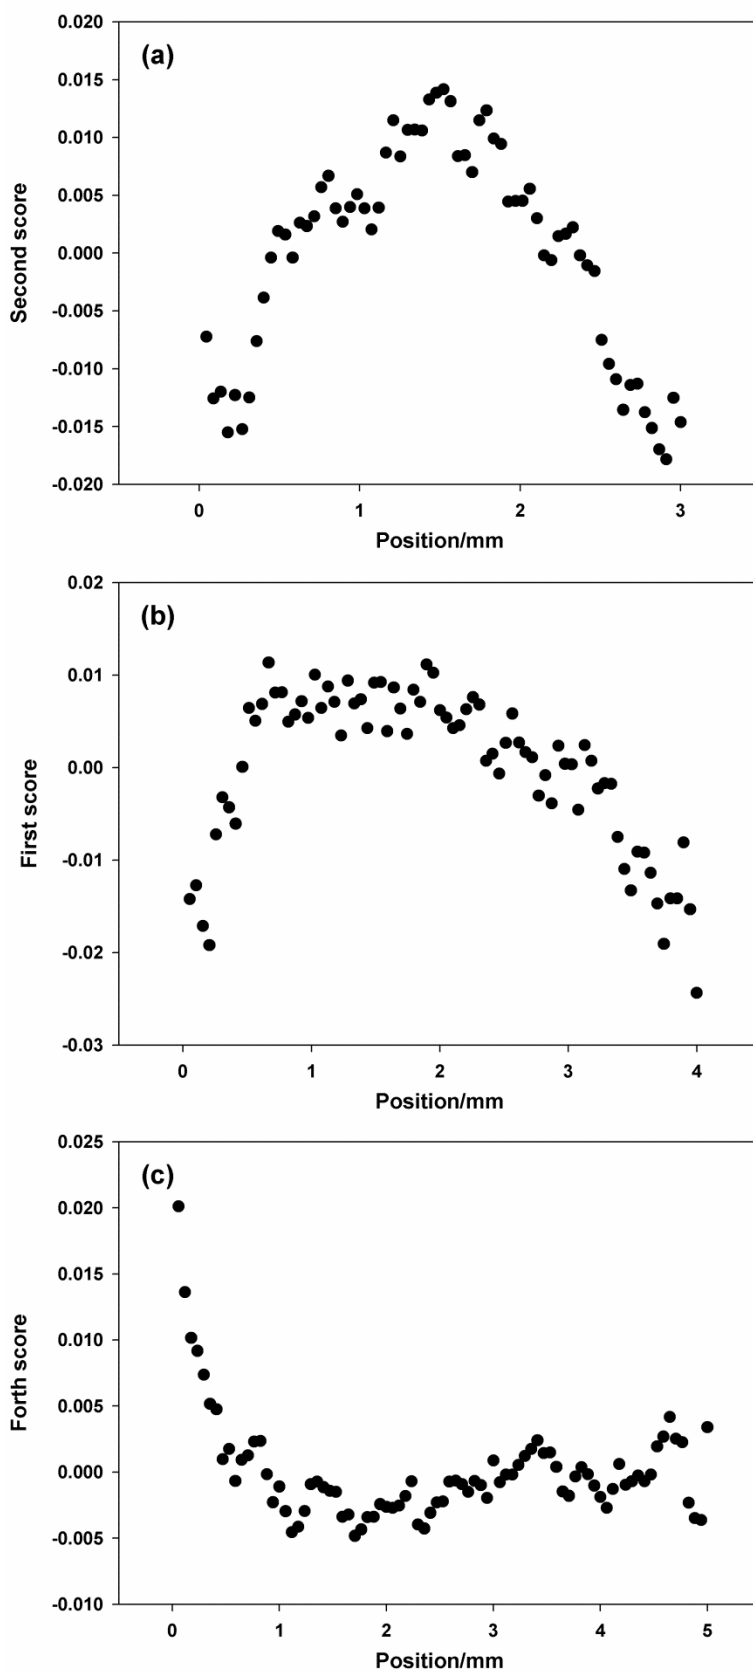 0.020
(a)
0.015
0.010
0.005
0.000
-0.005
-0.010
-0.015
-0.020
Second score
0 1 2 3
Position/mm
0.02
(b)
0.01
0.00
-0.01
-0.02
-0.03
First score
0 1 2 3 4
Position/mm
0.025
(c)
0.020
0.015
0.010
0.005
0.000
-0.005
-0.010
Forth score
0 1 2 3 4 5
Position/mm